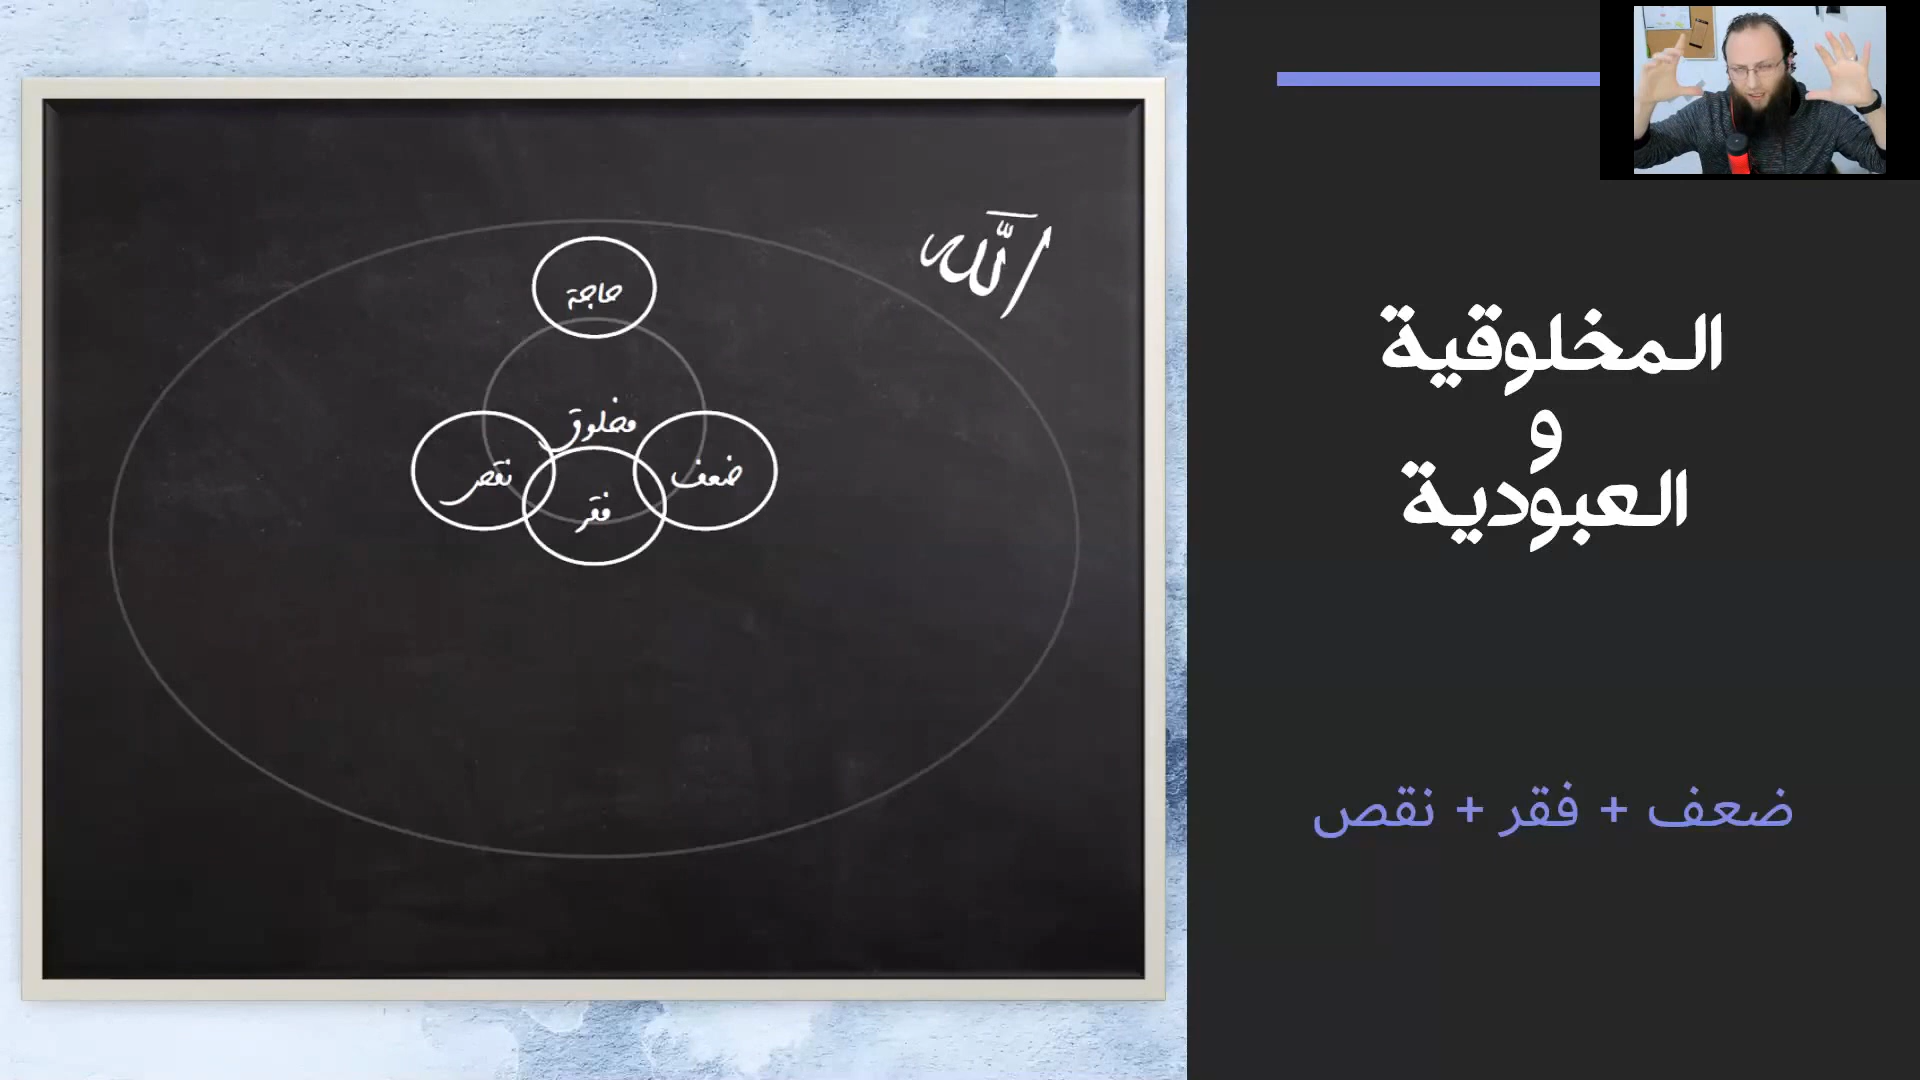 الله
حاجة
مخلوق
ضعف
فقر
نقص
المخلوقية
و
العبودية
ضعف + فقر + نقص